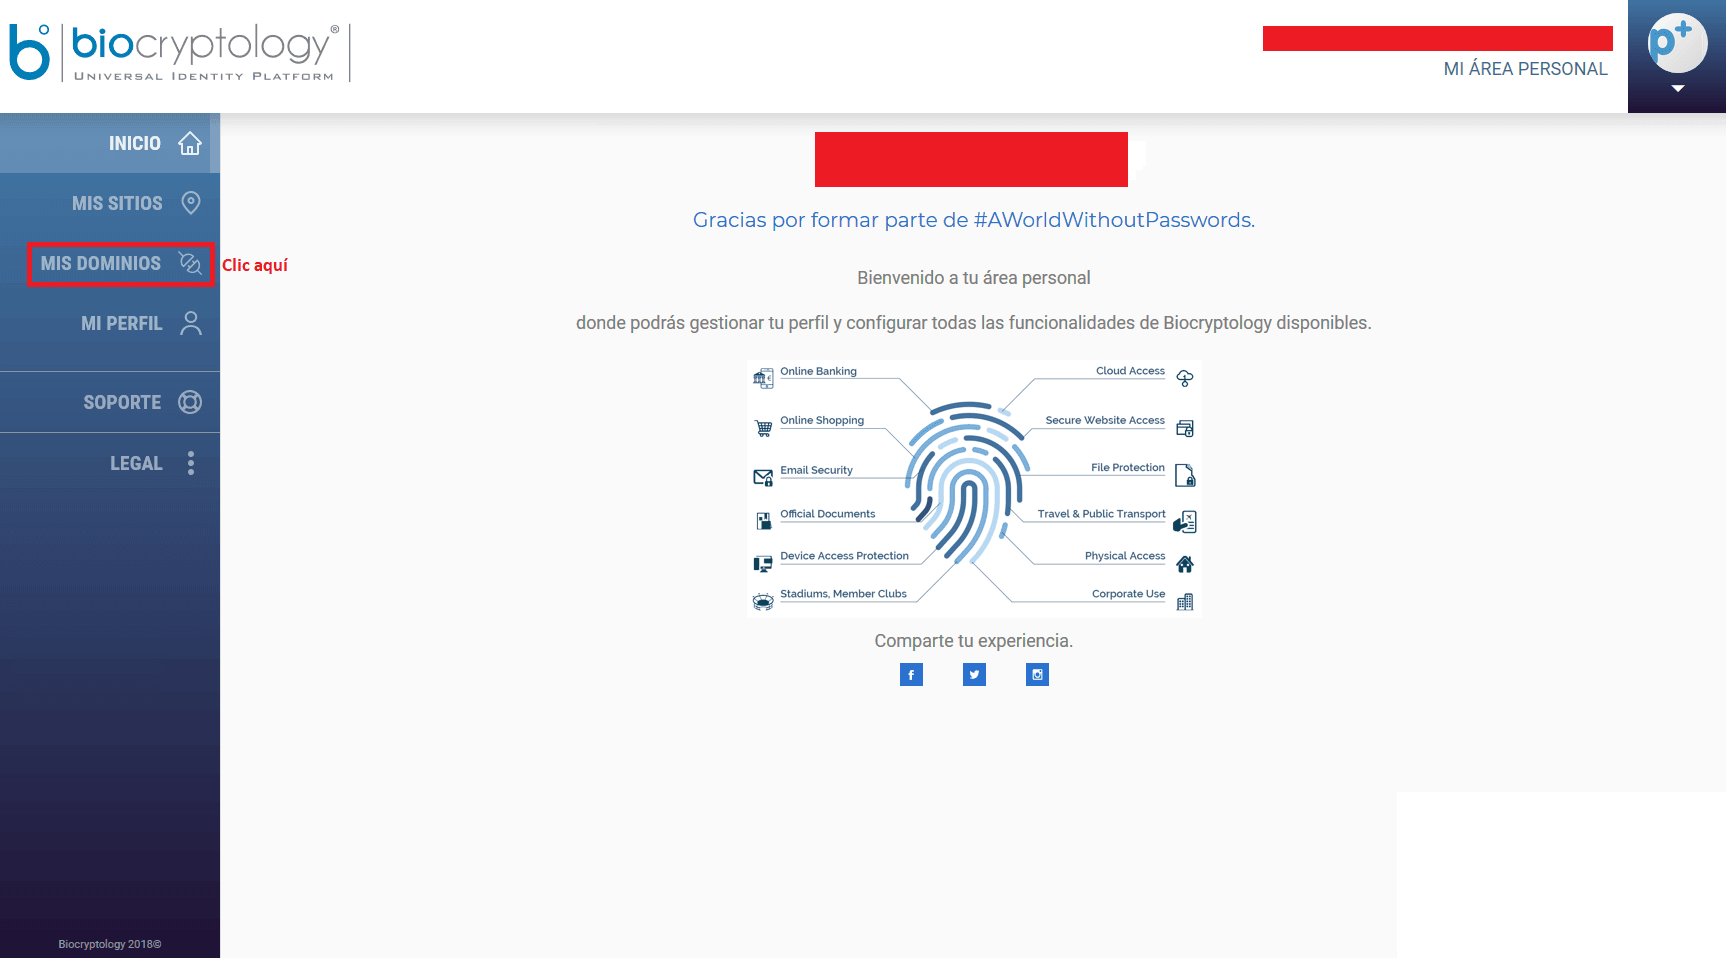 b° biocryptology®
UNIVERSAL IDENTITY PLATFORM
MI ÁREA PERSONAL
p+
INICIO
MIS SITIOS
MIS DOMINIOS
Clic aquí
MI PERFIL
SOPORTE
LEGAL
Biocryptology 2018©
Gracias por formar parte de #AWorldWithoutPasswords.
Bienvenido a tu área personal
donde podrás gestionar tu perfil y configurar todas las funcionalidades de Biocryptology disponibles.
Online Banking
Online Shopping
Email Security
Official Documents
Device Access Protection
Stadiums, Member Clubs
Cloud Access
Secure Website Access
File Protection
Travel & Public Transport
Physical Access
Corporate Use
Comparte tu experiencia.